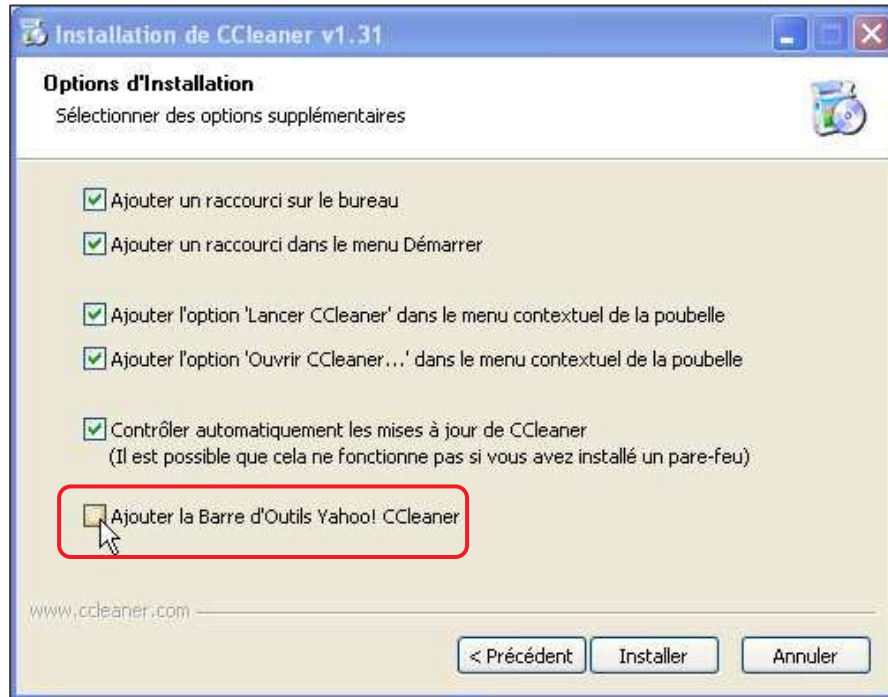 Installation de CCleaner v1.31
Options d'Installation
Sélectionner des options supplémentaires
Ajouter un raccourci sur le bureau
Ajouter un raccourci dans le menu Démarrer
Ajouter l'option 'Lancer CCleaner' dans le menu contextuel de la poubelle
Ajouter l'option 'Ouvrir CCleaner...' dans le menu contextuel de la poubelle
Contrôler automatiquement les mises à jour de CCleaner
(Il est possible que cela ne fonctionne pas si vous avez installé un pare-feu)
Ajouter la Barre d'Outils Yahoo! CCleaner
www.ccleaner.com
< Précédent
Installer
Annuler